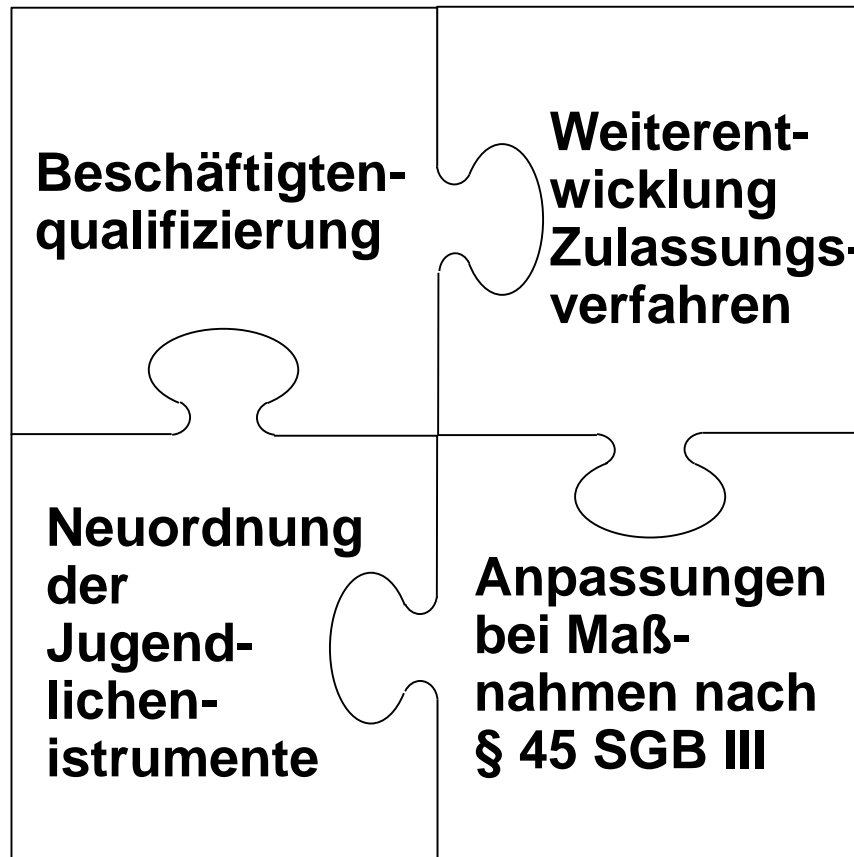 Beschäftigten-
qualifizierung
Weiterent-
wicklung
Zulassungs-
verfahren
Neuordnung
der
Jugend-
lichen-
istrumente
Anpassungen
bei Maß-
nahmen nach
§ 45 SGB III